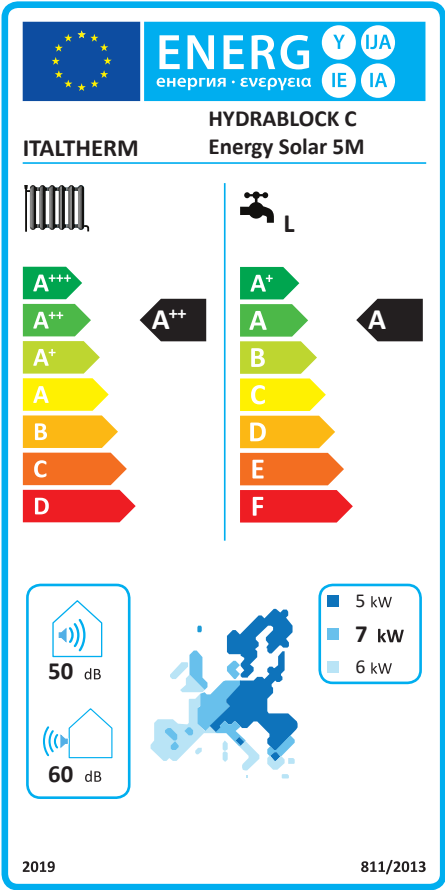 ENERG
Y IJA
IE IA
енергия · ενεργεια
HYDRABLOCK C
ITALTHERM
Energy Solar 5M
L
A+++
A++
A+
A
B
C
D
A++
A+
A
B
C
D
E
F
A
50 dB
60 dB
5 kW
7 kW
6 kW
2019
811/2013